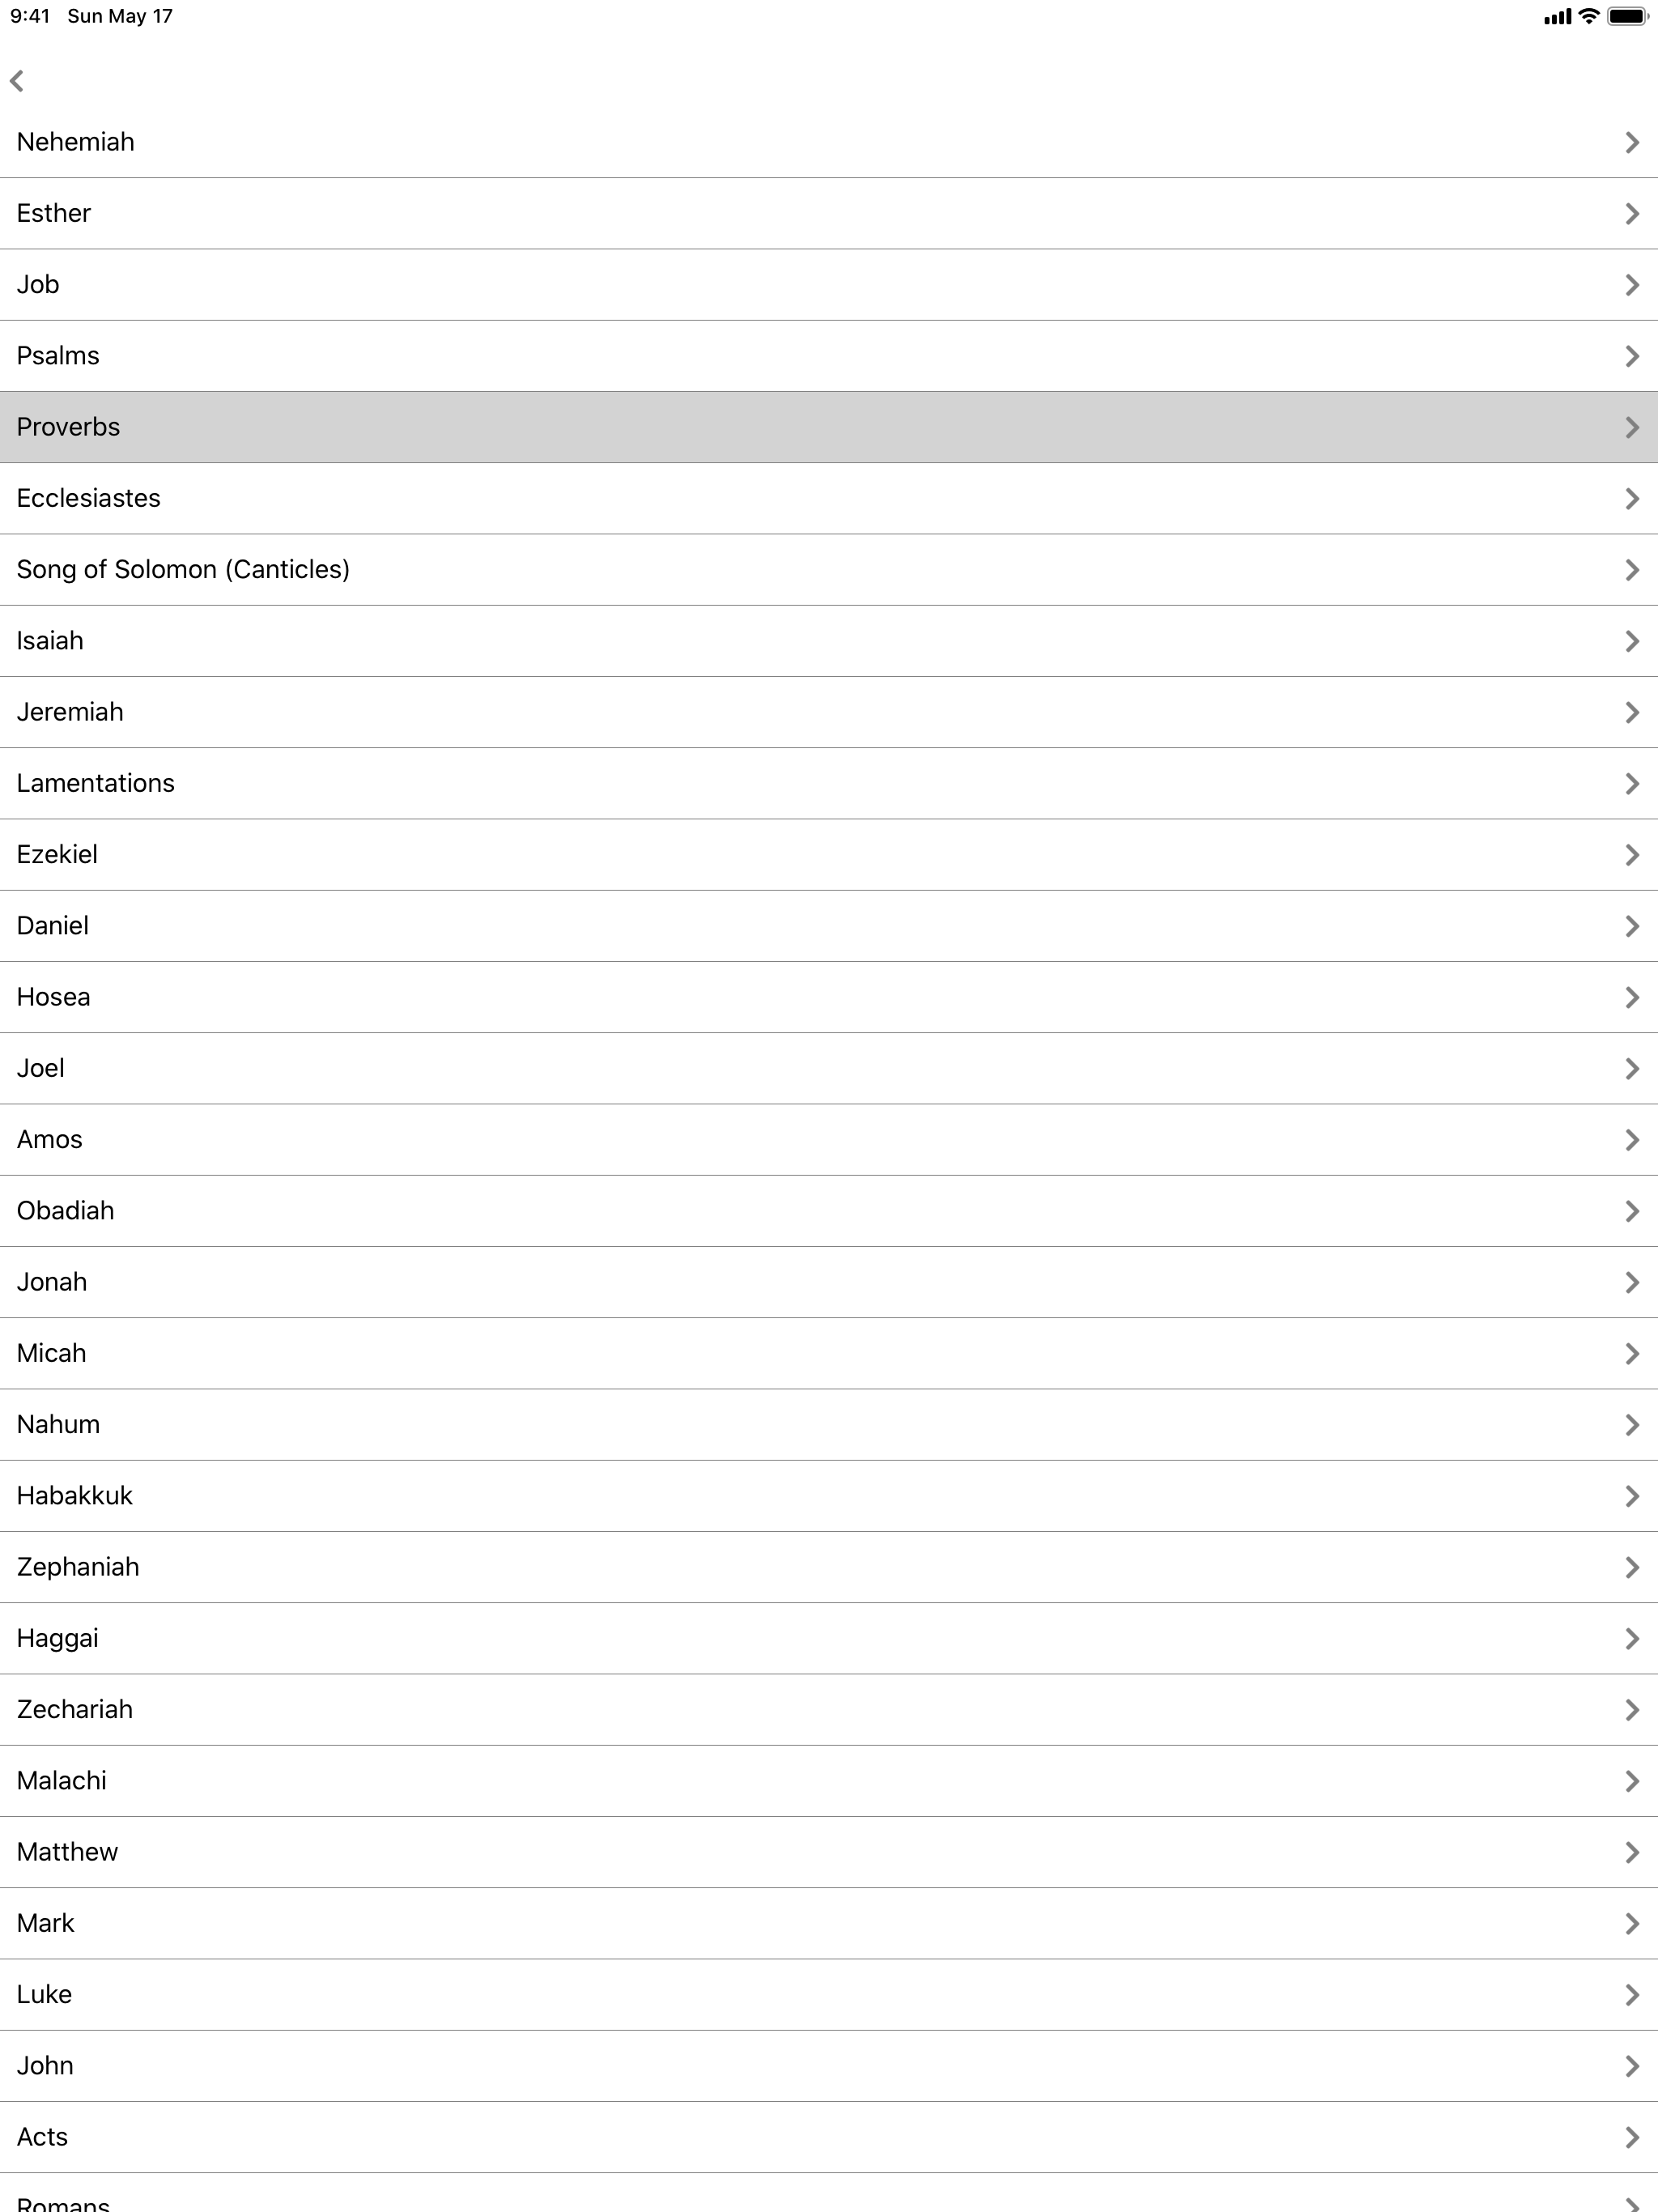 9:41 Sun May 17
Nehemiah
Esther
Job
Psalms
Proverbs
Ecclesiastes
Song of Solomon (Canticles)
Isaiah
Jeremiah
Lamentations
Ezekiel
Daniel
Hosea
Joel
Amos
Obadiah
Jonah
Micah
Nahum
Habakkuk
Zephaniah
Haggai
Zechariah
Malachi
Matthew
Mark
Luke
John
Acts
Romans